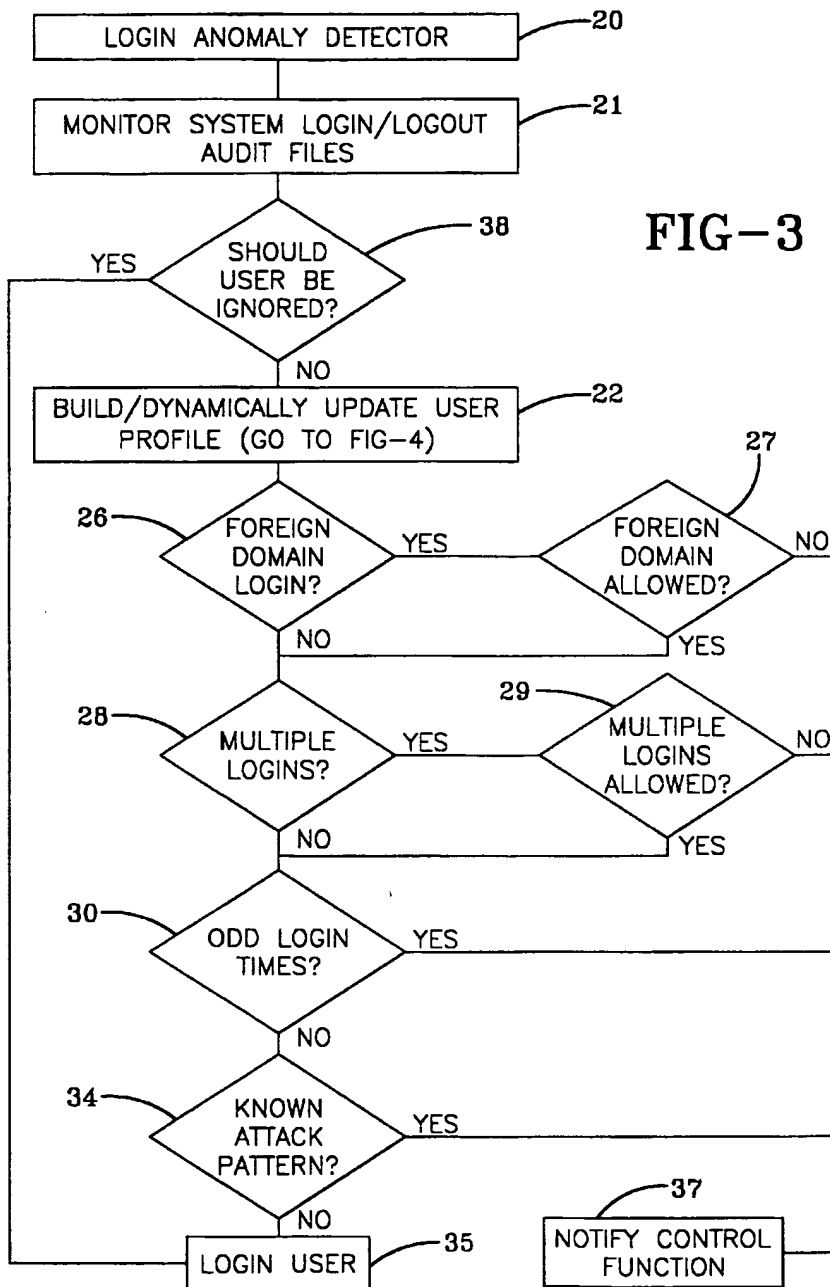 LOGIN ANOMALY DETECTOR
20
MONITOR SYSTEM LOGIN/LOGOUT
AUDIT FILES
21
FIG-3
SHOULD
USER BE
IGNORED?
38
YES
NO
BUILD/DYNAMICALLY UPDATE USER
PROFILE (GO TO FIG-4)
22
26
FOREIGN
DOMAIN
LOGIN?
YES
NO
27
FOREIGN
DOMAIN
ALLOWED?
NO
YES
28
MULTIPLE
LOGINS?
YES
NO
29
MULTIPLE
LOGINS
ALLOWED?
NO
YES
30
ODD LOGIN
TIMES?
YES
NO
34
KNOWN
ATTACK
PATTERN?
YES
NO
LOGIN USER
35
37
NOTIFY CONTROL
FUNCTION